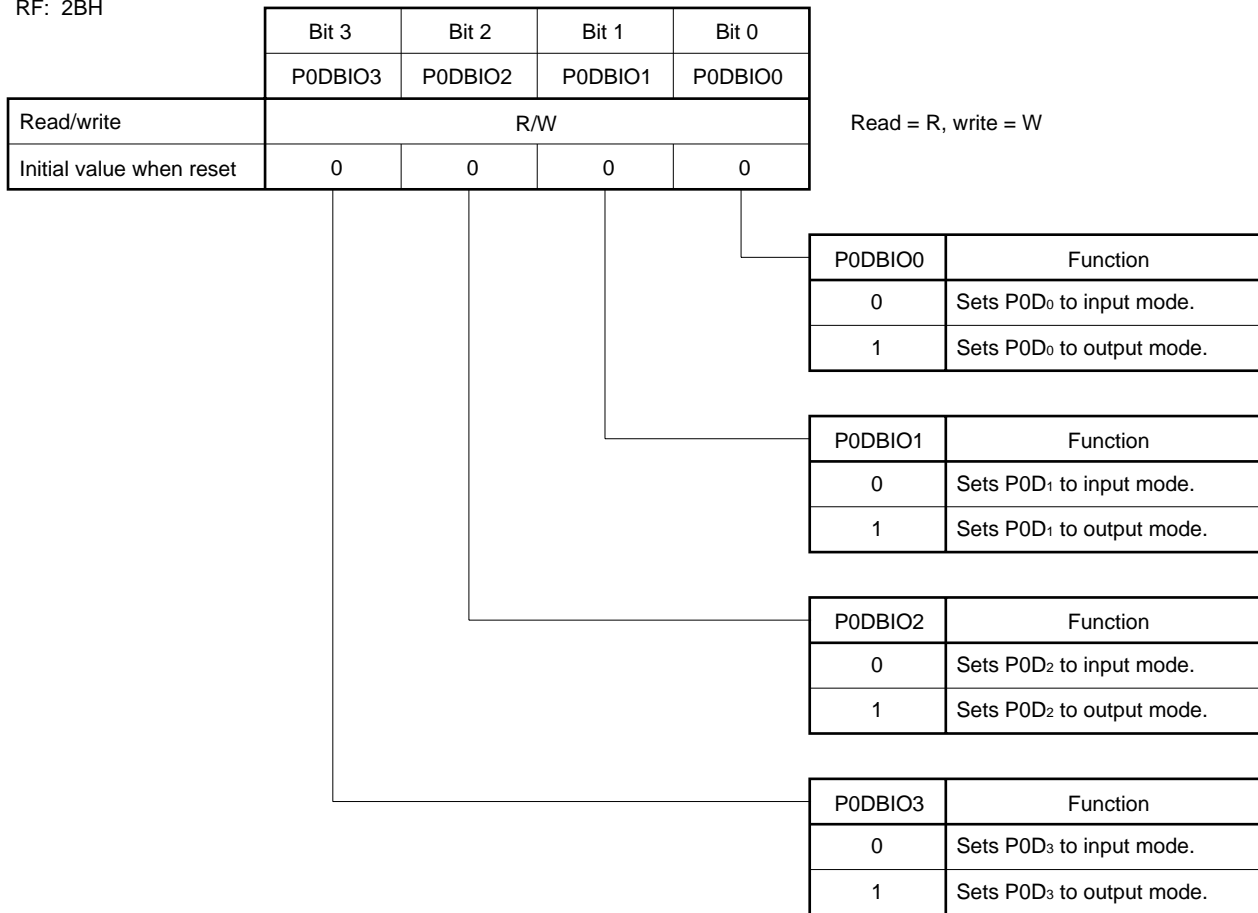 RF: 2BH
Bit 3 Bit 2 Bit 1 Bit 0
P0DBIO3 P0DBIO2 P0DBIO1 P0DBIO0
Read/write R/W Read = R, write = W
Initial value when reset 0 0 0 0
P0DBIO0 Function
0 Sets P0D₀ to input mode.
1 Sets P0D₀ to output mode.
P0DBIO1 Function
0 Sets P0D₁ to input mode.
1 Sets P0D₁ to output mode.
P0DBIO2 Function
0 Sets P0D₂ to input mode.
1 Sets P0D₂ to output mode.
P0DBIO3 Function
0 Sets P0D₃ to input mode.
1 Sets P0D₃ to output mode.